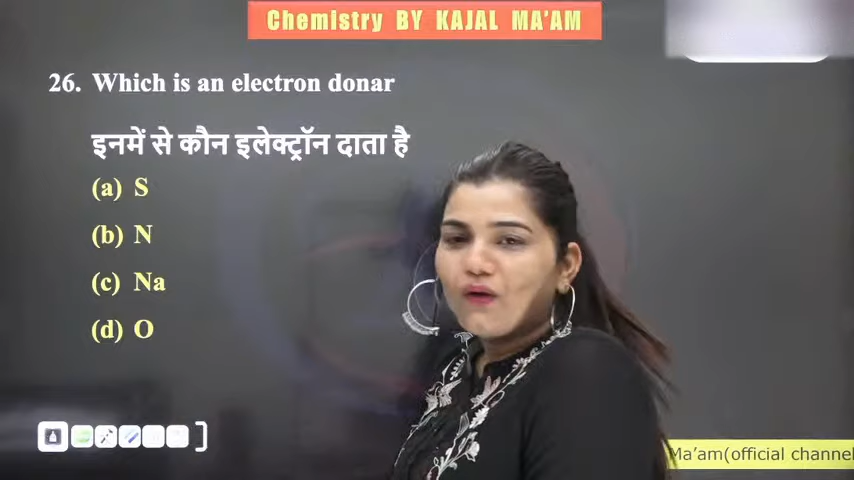 Chemistry BY KAJAL MA'AM
26. Which is an electron donar
इनमें से कौन इलेक्ट्रॉन दाता है
(a) S
(b) N
(c) Na
(d) O
Ma'am(official channel